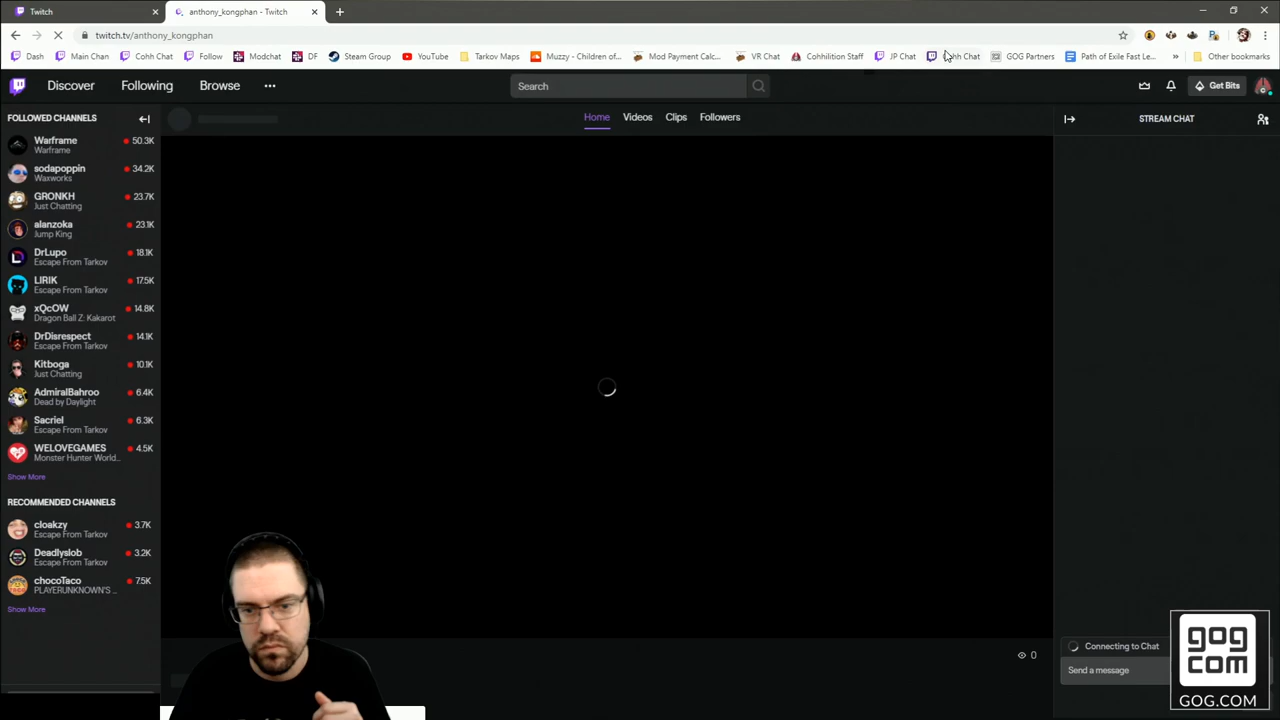 Twitch
anthony_kongphan - Twitch
twitch.tv/anthony_kongphan
Dash
Main Chan
Cohh Chat
Follow
Modchat
DF
Steam Group
YouTube
Tarkov Maps
Muzzy - Children of...
Mod Payment Calc...
VR Chat
Cohhilition Staff
JP Chat
Cohh Chat
GOG Partners
Path of Exile Fast Le...
»
Other bookmarks
Discover
Following
Browse
Search
Get Bits
FOLLOWED CHANNELS
Home
Videos
Clips
Followers
STREAM CHAT
Warframe 50.3K
Warframe
sodapoppin 34.2K
Waxworks
GRONKH 23.7K
Just Chatting
alanzoka 23.1K
Jump King
DrLupo 18.1K
Escape From Tarkov
LIRIK 17.5K
Escape From Tarkov
xQcOW 14.8K
Dragon Ball Z: Kakarot
DrDisrespect 14.1K
Escape From Tarkov
Kitboga 10.1K
Just Chatting
AdmiralBahroo 6.4K
Dead by Daylight
Sacriel 6.3K
Escape From Tarkov
WELOVEGAMES 4.5K
Monster Hunter World...
Show More
RECOMMENDED CHANNELS
cloakzy 3.7K
Escape From Tarkov
Deadlyslob 3.2K
Escape From Tarkov
chocoTaco 7.5K
PLAYERUNKNOWN'S ...
Show More
0
Connecting to Chat
Send a message
gog
com
GOG.COM